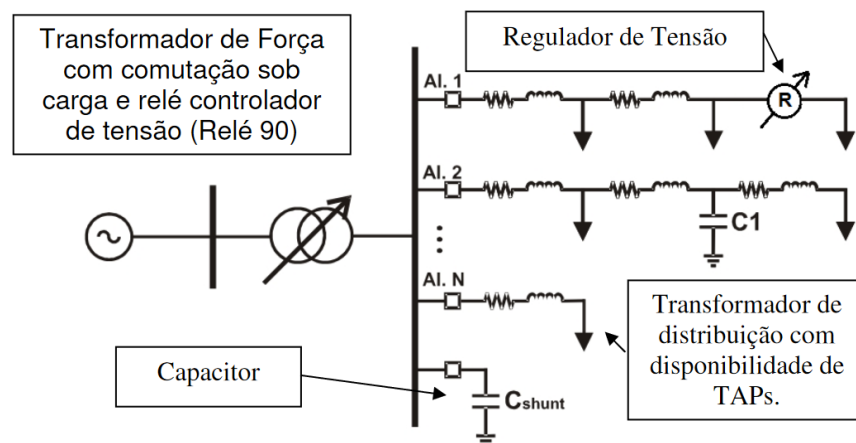 Transformador de Força
com comutação sob
carga e relé controlador
de tensão (Relé 90)
Regulador de Tensão
Al. 1
R
Al. 2
C1
Al. N
Transformador de
distribuição com
disponibilidade de
TAPs.
Capacitor
Cshunt